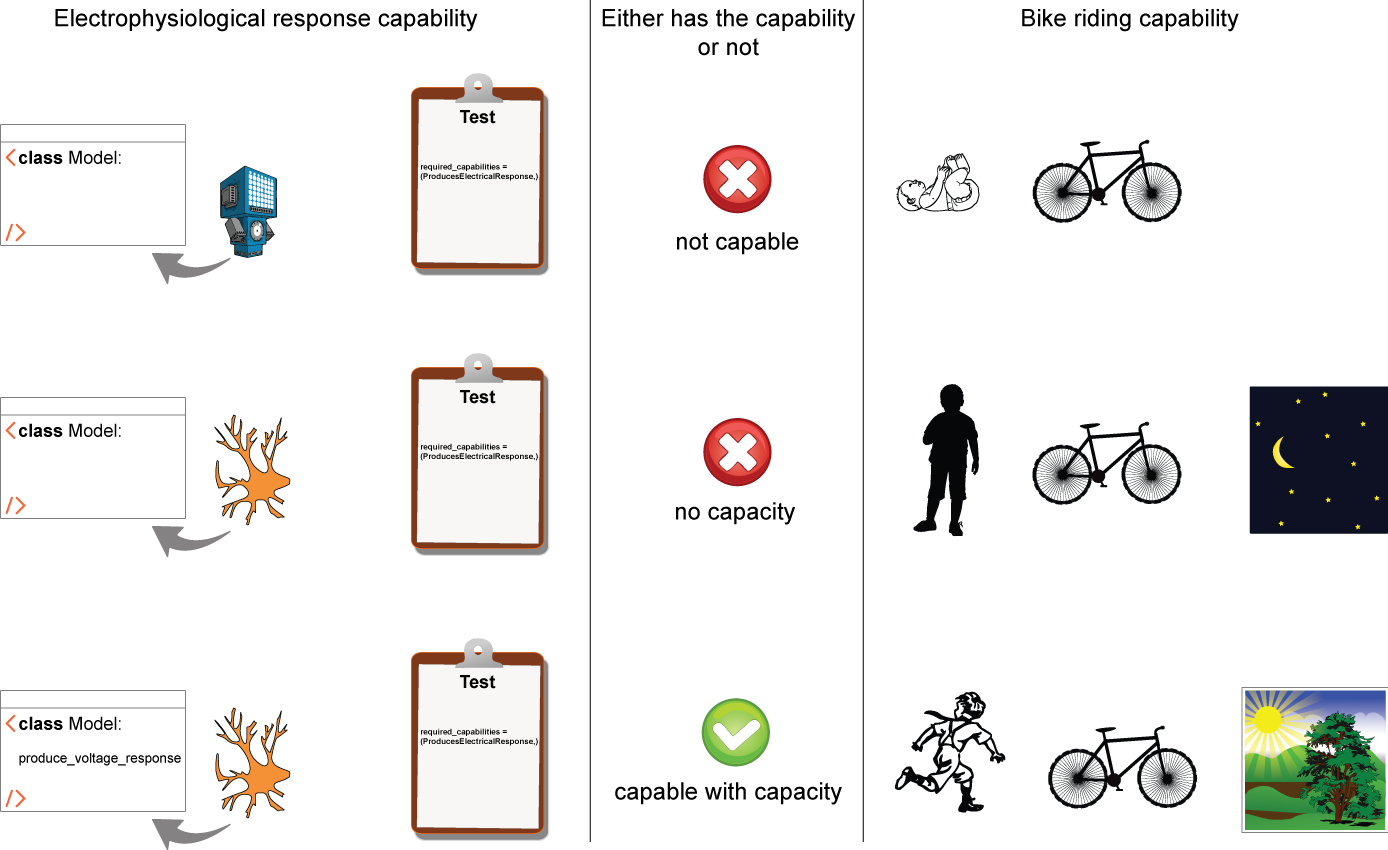 Electrophysiological response capability
Either has the capability
or not
Bike riding capability
<class Model:
/>
Test
required_capabilities =
(ProducesElectricalResponse,)
not capable
<class Model:
/>
Test
required_capabilities =
(ProducesElectricalResponse,)
no capacity
<class Model:
produce_voltage_response
/>
Test
required_capabilities =
(ProducesElectricalResponse,)
capable with capacity